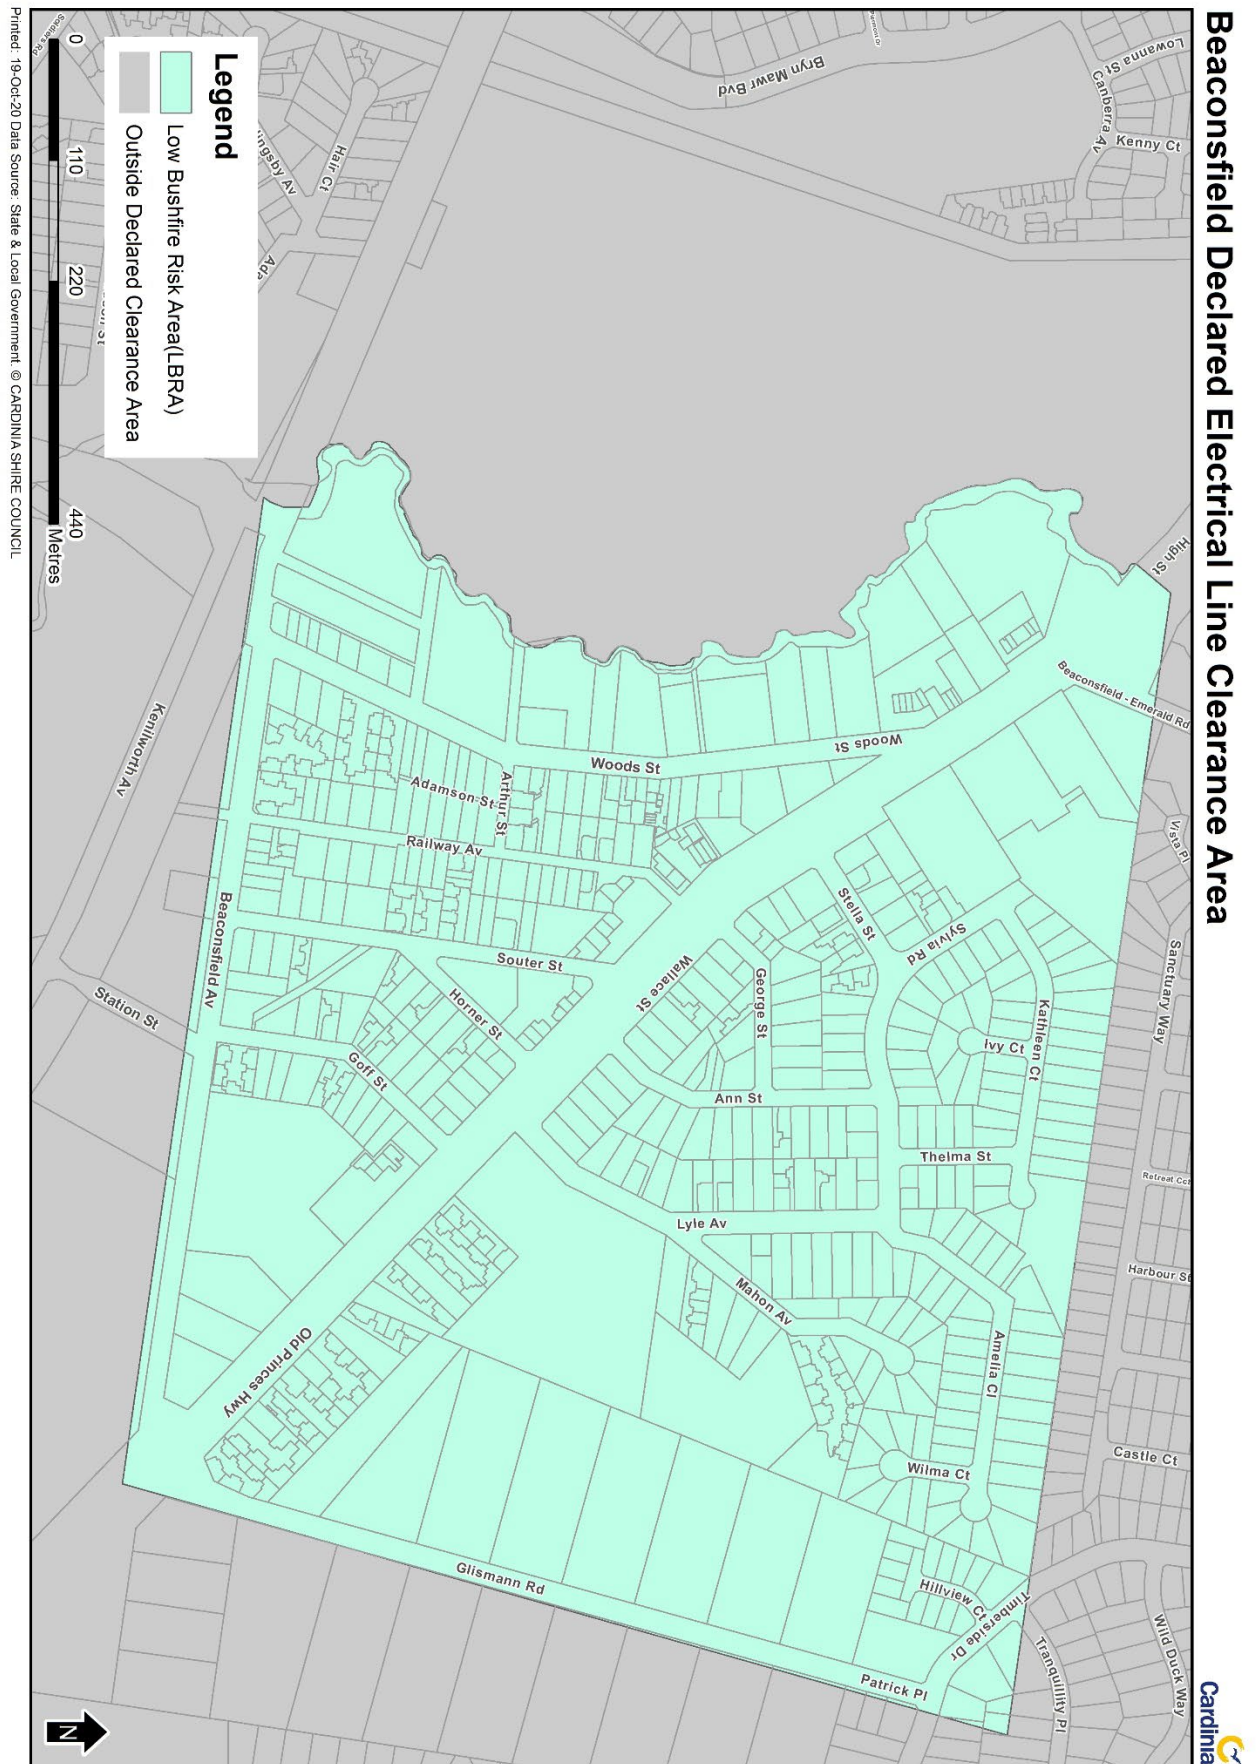 Beaconsfield Declared Electrical Line Clearance Area
Cardinia
Legend
Low Bushfire Risk Area(LBRA)
Outside Declared Clearance Area
0 110 220 440
Metres
Printed: 19-Oct-20 Data Source: State & Local Government. © CARDINIA SHIRE COUNCIL
N
Lowanna St
Canberra Av
Kenny Ct
Bryn Mawr Bvd
Hair Ct
High St
Beaconsfield - Emerald Rd
Vista Pl
Sanctuary Way
Retreat Cct
Harbour St
Castle Ct
Wild Duck Way
Tranquillity Pl
Timberside Dr
Hillview Ct
Patrick Pl
Glismann Rd
Wilma Ct
Amelia Cl
Mahon Av
Lyle Av
Thelma St
Kathleen Ct
Ivy Ct
Sylvia Rd
Stella St
George St
Wallace St
Ann St
Woods St
Woods St
Arthur St
Adamson St
Railway Av
Souter St
Horner St
Goff St
Old Princes Hwy
Beaconsfield Av
Station St
Kenilworth Av